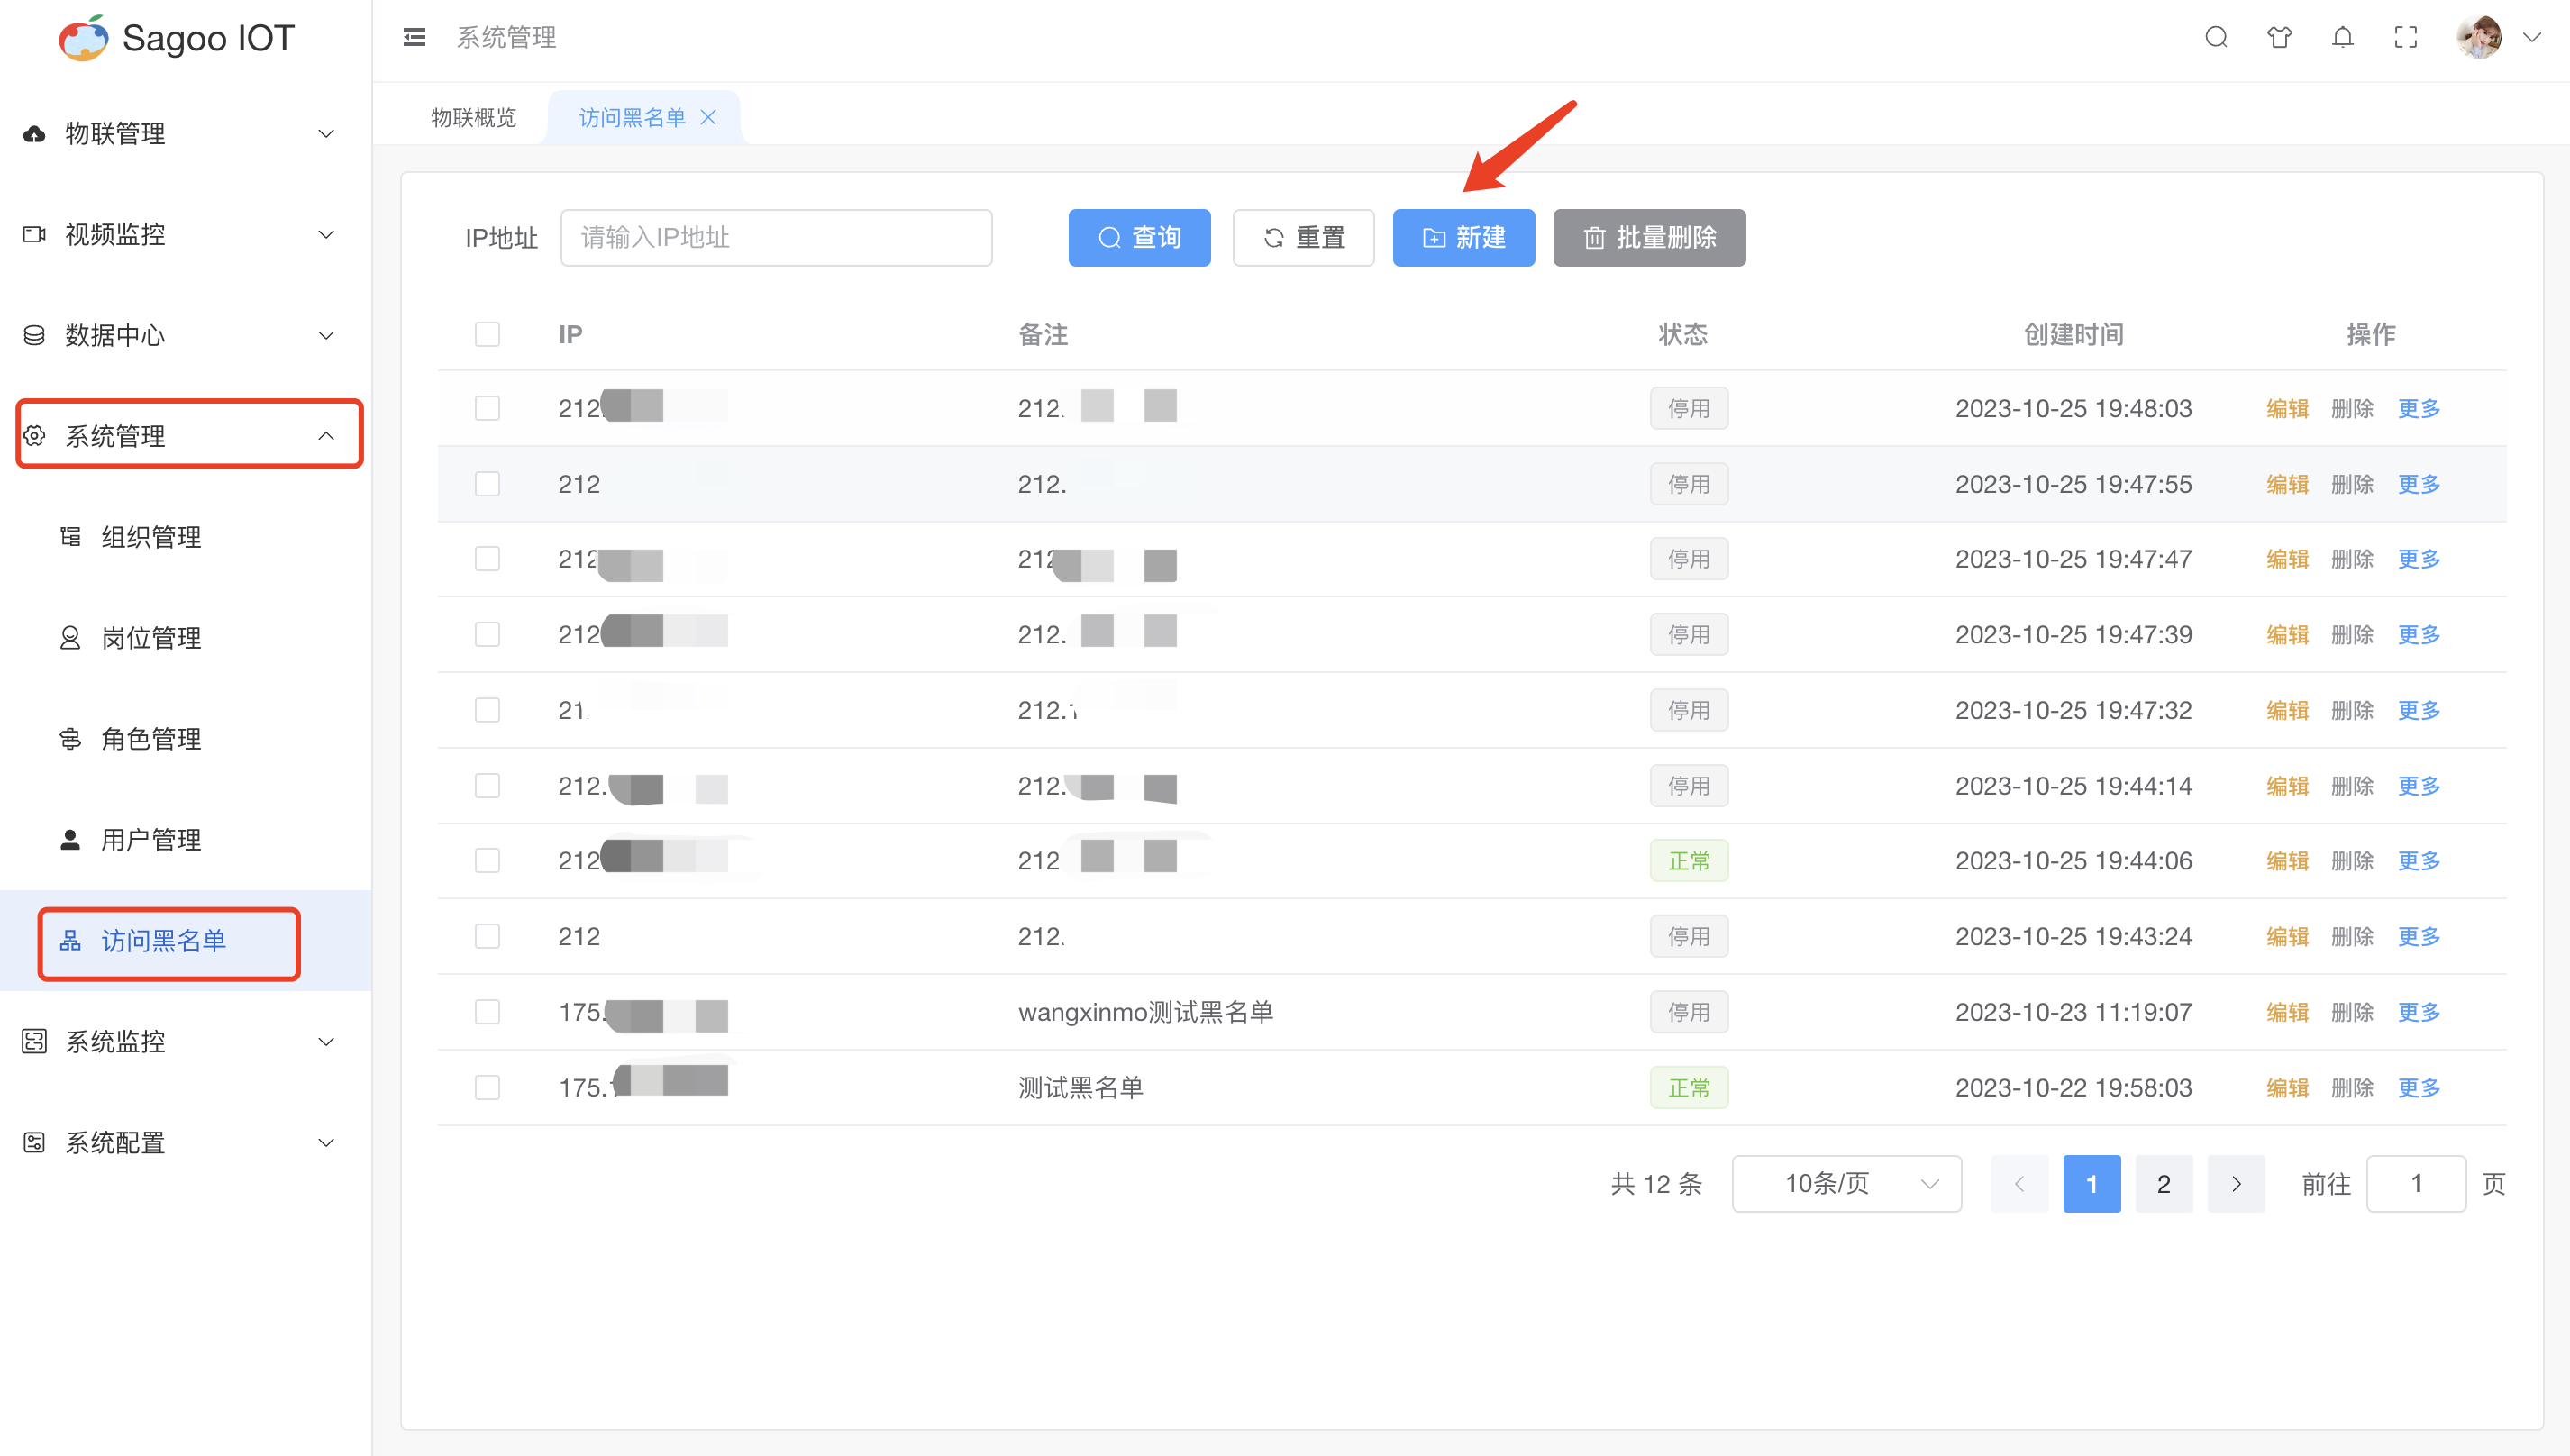 Sagoo IOT
系统管理
物联概览
访问黑名单
物联管理
视频监控
数据中心
系统管理
组织管理
岗位管理
角色管理
用户管理
访问黑名单
系统监控
系统配置
IP地址 请输入IP地址 查询 重置 新建 批量删除
IP 备注 状态 创建时间 操作
212. 212. 停用 2023-10-25 19:48:03 编辑 删除 更多
212 212. 停用 2023-10-25 19:47:55 编辑 删除 更多
212 212 停用 2023-10-25 19:47:47 编辑 删除 更多
212 212. 停用 2023-10-25 19:47:39 编辑 删除 更多
21 212.1 停用 2023-10-25 19:47:32 编辑 删除 更多
212. 212. 停用 2023-10-25 19:44:14 编辑 删除 更多
212 212 正常 2023-10-25 19:44:06 编辑 删除 更多
212 212. 停用 2023-10-25 19:43:24 编辑 删除 更多
175. wangxinmo测试黑名单 停用 2023-10-23 11:19:07 编辑 删除 更多
175.1 测试黑名单 正常 2023-10-22 19:58:03 编辑 删除 更多
共 12 条 10条/页 1 2 前往 1 页